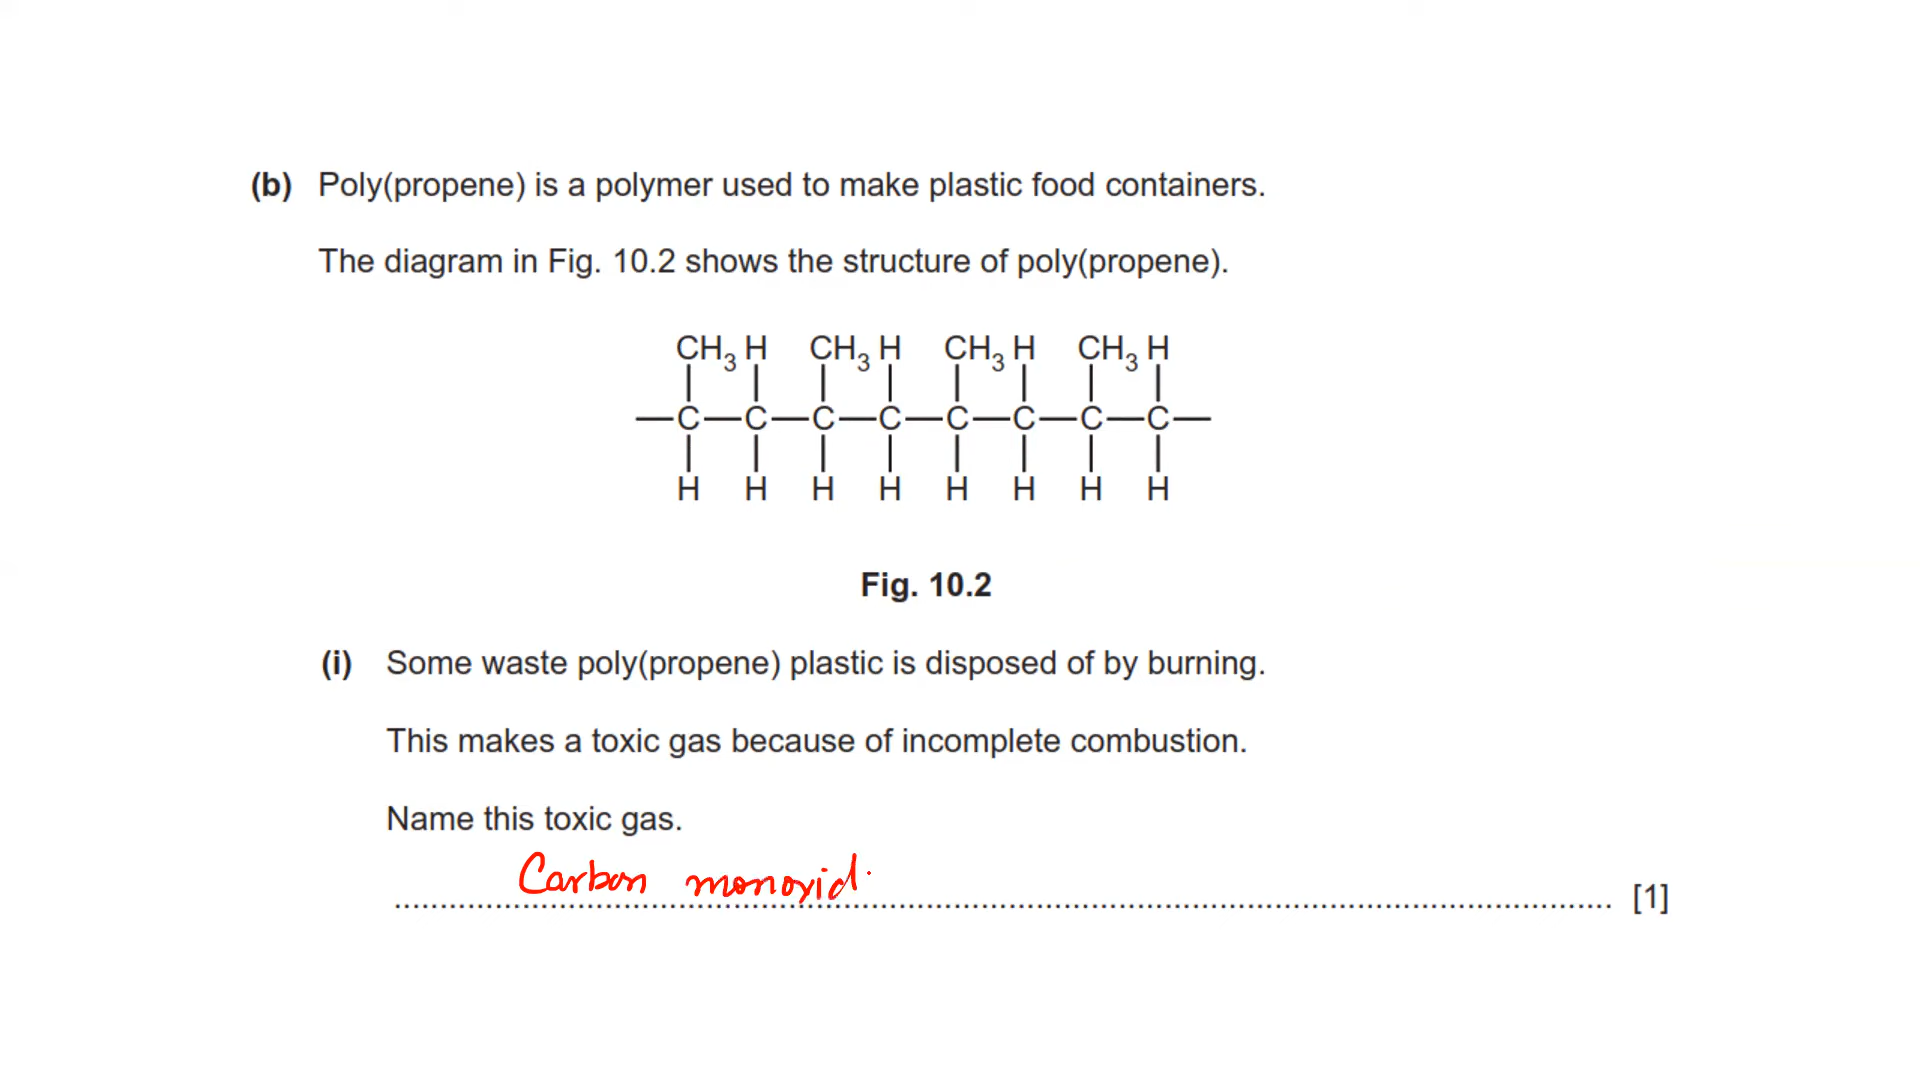 (b) Poly(propene) is a polymer used to make plastic food containers.
The diagram in Fig. 10.2 shows the structure of poly(propene).
CH3 H CH3 H CH3 H CH3 H
—C—C—C—C—C—C—C—C—
H H H H H H H H
Fig. 10.2
(i) Some waste poly(propene) plastic is disposed of by burning.
This makes a toxic gas because of incomplete combustion.
Name this toxic gas.
Carbon monoxid
[1]